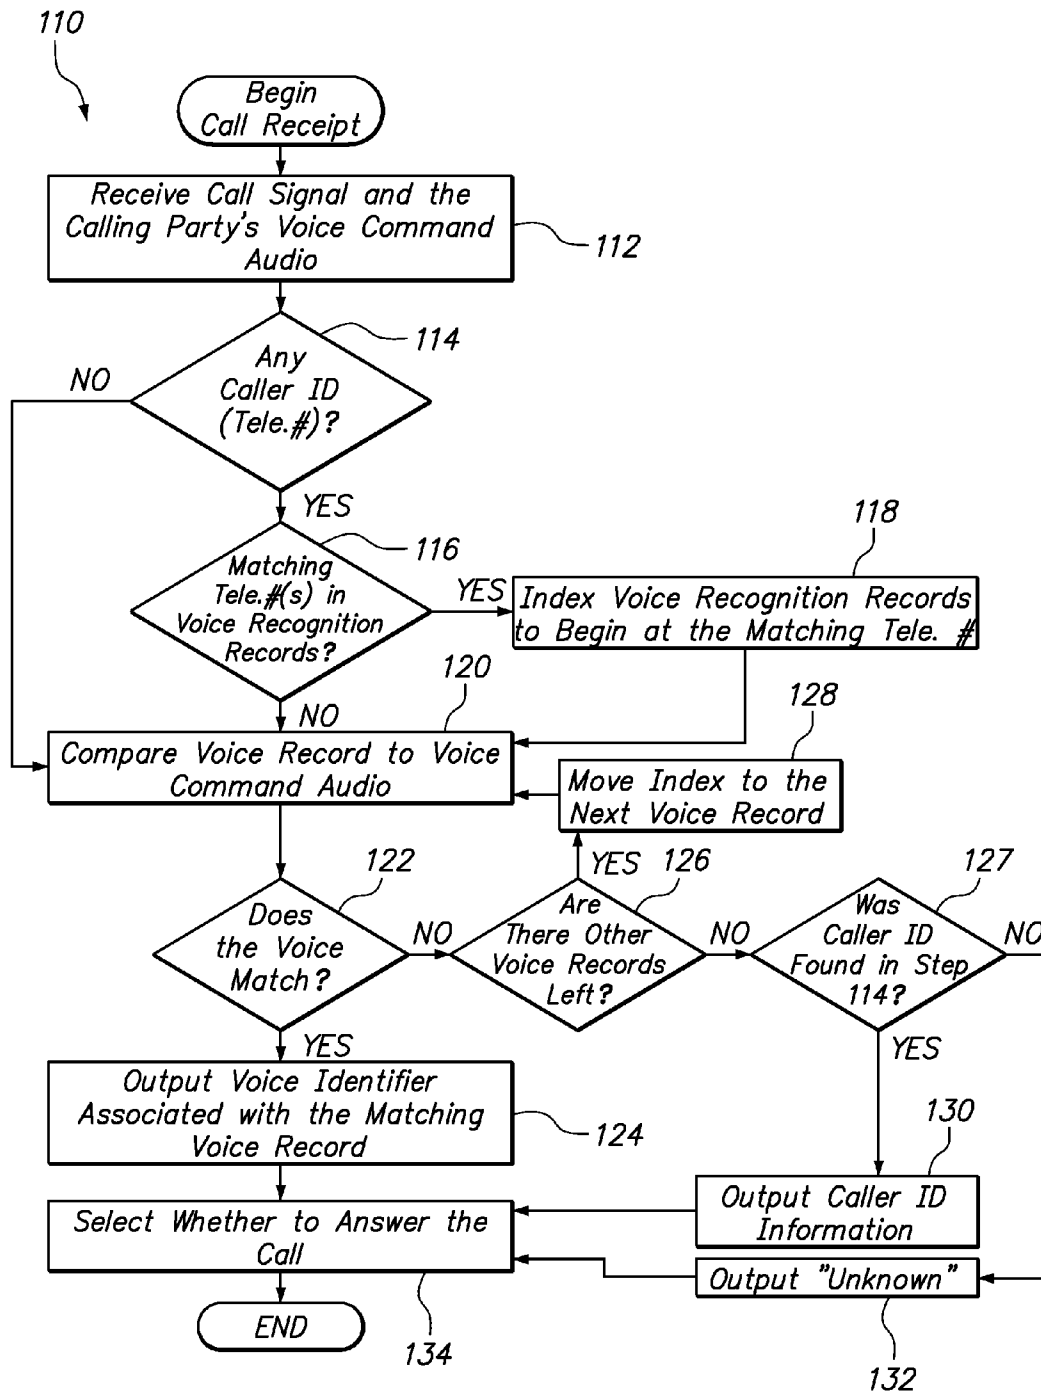 110
Begin
Call Receipt
Receive Call Signal and the
Calling Party's Voice Command
Audio
112
114
Any
Caller ID
(Tele.#)?
NO
YES
116
Matching
Tele.#(s) in
Voice Recognition
Records?
YES
118
Index Voice Recognition Records
to Begin at the Matching Tele. #
NO
120
Compare Voice Record to Voice
Command Audio
128
Move Index to the
Next Voice Record
122
Does
the Voice
Match?
NO
YES
126
Are
There Other
Voice Records
Left?
NO
127
Was
Caller ID
Found in Step
114?
NO
YES
YES
Output Voice Identifier
Associated with the Matching
Voice Record
124
130
Output Caller ID
Information
Select Whether to Answer the
Call
Output "Unknown"
END
134
132